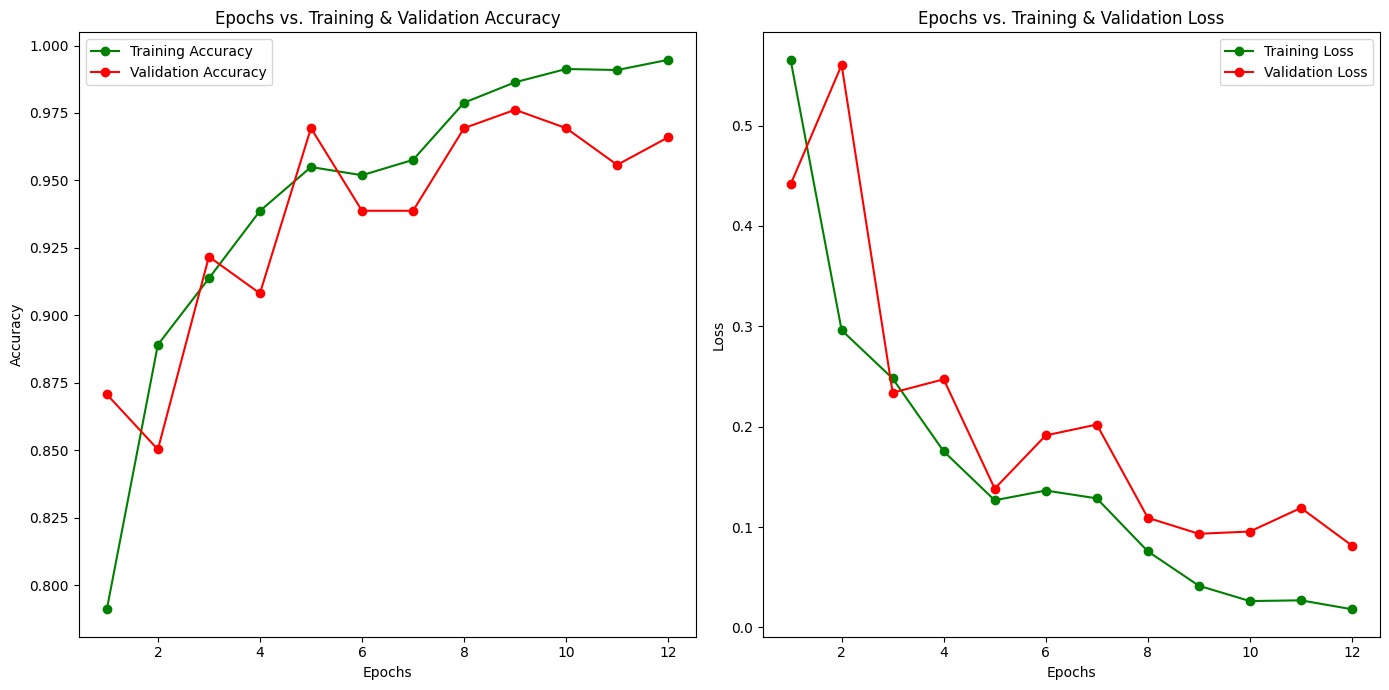 Epochs vs. Training & Validation Accuracy
Training Accuracy
Validation Accuracy
1.000
0.975
0.950
0.925
0.900
0.875
0.850
0.825
0.800
Accuracy
2 4 6 8 10 12
Epochs
Epochs vs. Training & Validation Loss
Training Loss
Validation Loss
0.5
0.4
0.3
0.2
0.1
0.0
Loss
2 4 6 8 10 12
Epochs